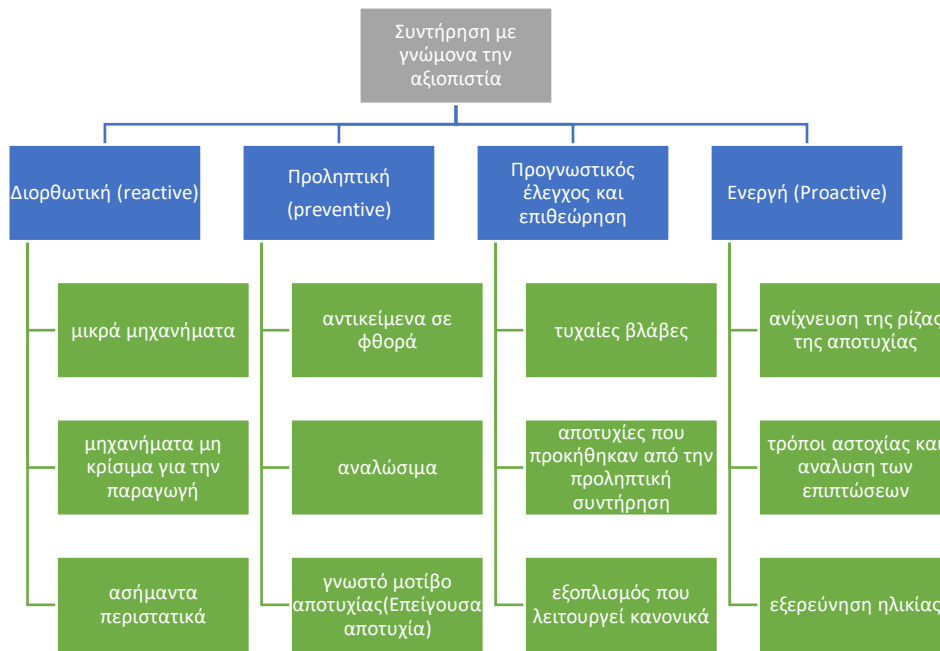 Συντήρηση με
γνώμονα την
αξιοπιστία
Διορθωτική (reactive)
μικρά μηχανήματα
μηχανήματα μη
κρίσιμα για την
παραγωγή
ασήμαντα
περιστατικά
Προληπτική
(preventive)
αντικείμενα σε
φθορά
αναλώσιμα
γνωστό μοτίβο
αποτυχίας(Επείγουσα
αποτυχία)
Προγνωστικός
έλεγχος και
επιθεώρηση
τυχαίες βλάβες
αποτυχίες που
προκήθηκαν από την
προληπτική
συντήρηση
εξοπλισμός που
λειτουργεί κανονικά
Ενεργή (Proactive)
ανίχνευση της ρίζας
της αποτυχίας
τρόποι αστοχίας και
αναλυση των
επιπτώσεων
εξερεύνηση ηλικίας